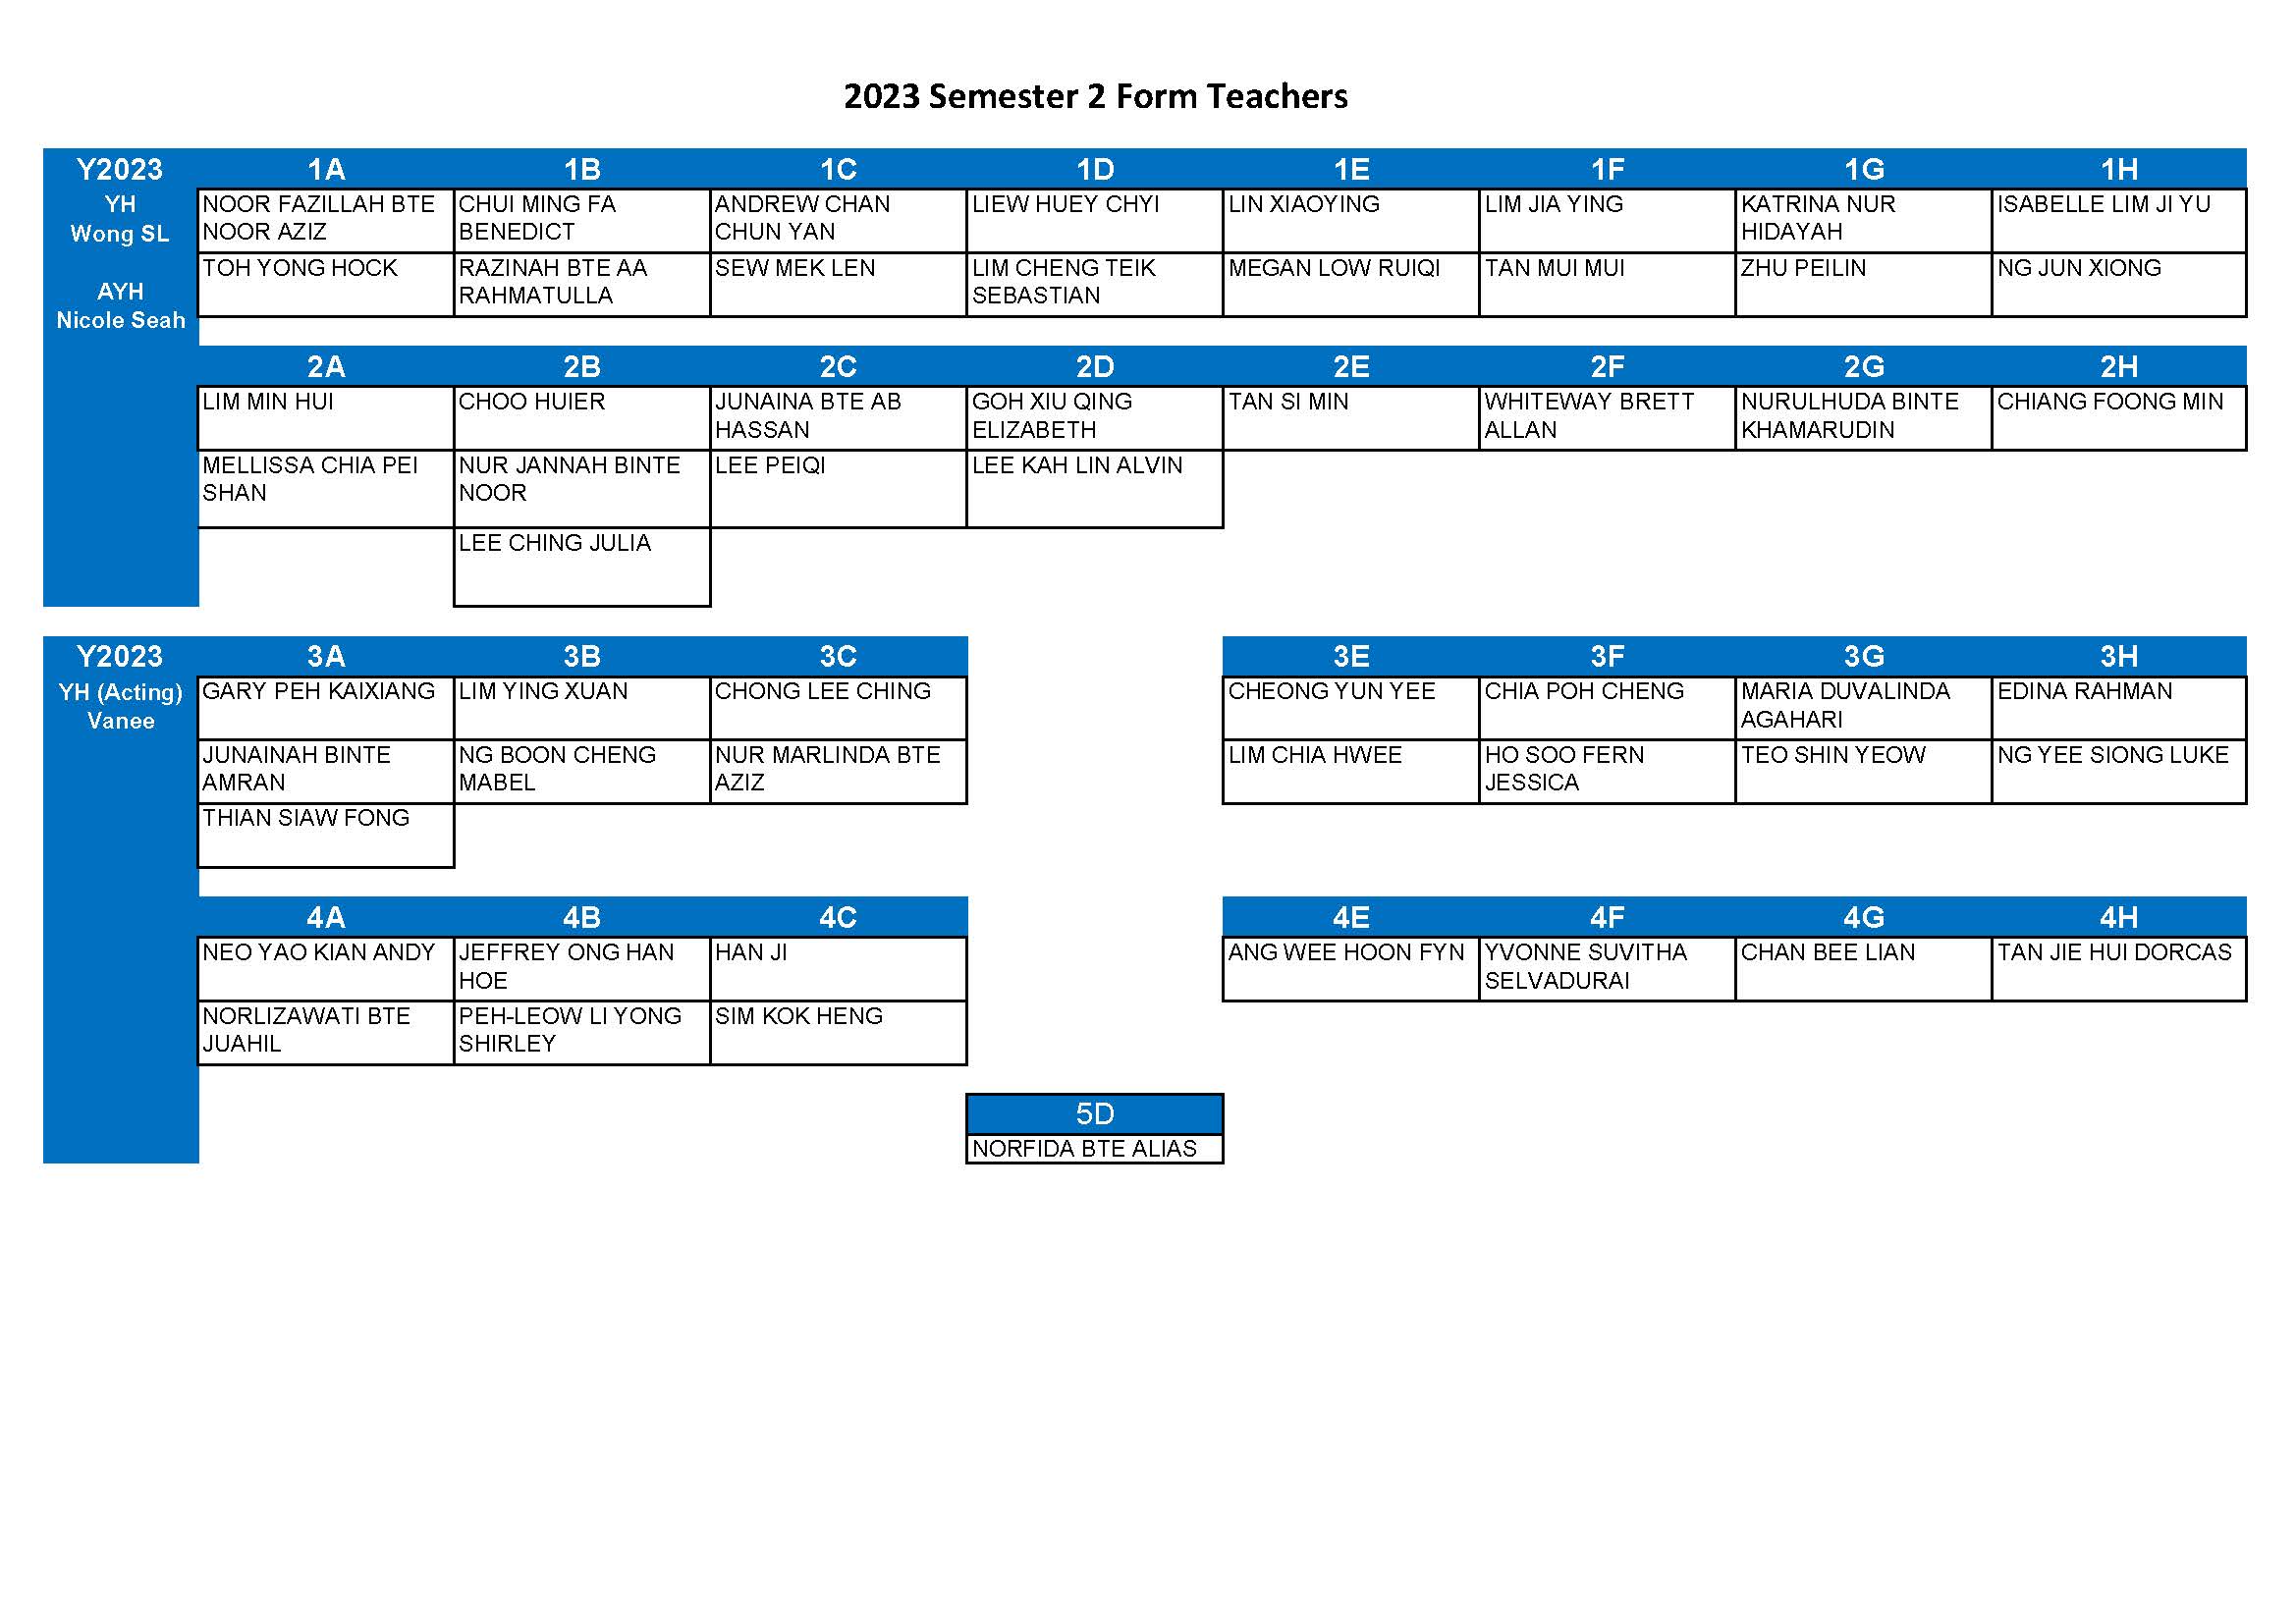 2023 Semester 2 Form Teachers
Y2023 1A 1B 1C 1D 1E 1F 1G 1H
YH
Wong SL
AYH
Nicole Seah
NOOR FAZILLAH BTE
NOOR AZIZ
CHUI MING FA
BENEDICT
ANDREW CHAN
CHUN YAN
LIEW HUEY CHYI
LIN XIAOYING
LIM JIA YING
KATRINA NUR
HIDAYAH
ISABELLE LIM JI YU
TOH YONG HOCK
RAZINAH BTE AA
RAHMATULLA
SEW MEK LEN
LIM CHENG TEIK
SEBASTIAN
MEGAN LOW RUIQI
TAN MUI MUI
ZHU PEILIN
NG JUN XIONG
2A 2B 2C 2D 2E 2F 2G 2H
LIM MIN HUI
CHOO HUIER
JUNAINA BTE AB
HASSAN
GOH XIU QING
ELIZABETH
TAN SI MIN
WHITEWAY BRETT
ALLAN
NURULHUDA BINTE
KHAMARUDIN
CHIANG FOONG MIN
MELLISSA CHIA PEI
SHAN
NUR JANNAH BINTE
NOOR
LEE PEIQI
LEE KAH LIN ALVIN
LEE CHING JULIA
Y2023 3A 3B 3C 3E 3F 3G 3H
YH (Acting)
Vanee
GARY PEH KAIXIANG
LIM YING XUAN
CHONG LEE CHING
CHEONG YUN YEE
CHIA POH CHENG
MARIA DUVALINDA
AGAHARI
EDINA RAHMAN
JUNAINAH BINTE
AMRAN
NG BOON CHENG
MABEL
NUR MARLINDA BTE
AZIZ
LIM CHIA HWEE
HO SOO FERN
JESSICA
TEO SHIN YEOW
NG YEE SIONG LUKE
THIAN SIAW FONG
4A 4B 4C 4E 4F 4G 4H
NEO YAO KIAN ANDY
JEFFREY ONG HAN
HOE
HAN JI
ANG WEE HOON FYN
YVONNE SUVITHA
SELVADURAI
CHAN BEE LIAN
TAN JIE HUI DORCAS
NORLIZAWATI BTE
JUAHIL
PEH-LEOW LI YONG
SHIRLEY
SIM KOK HENG
5D
NORFIDA BTE ALIAS